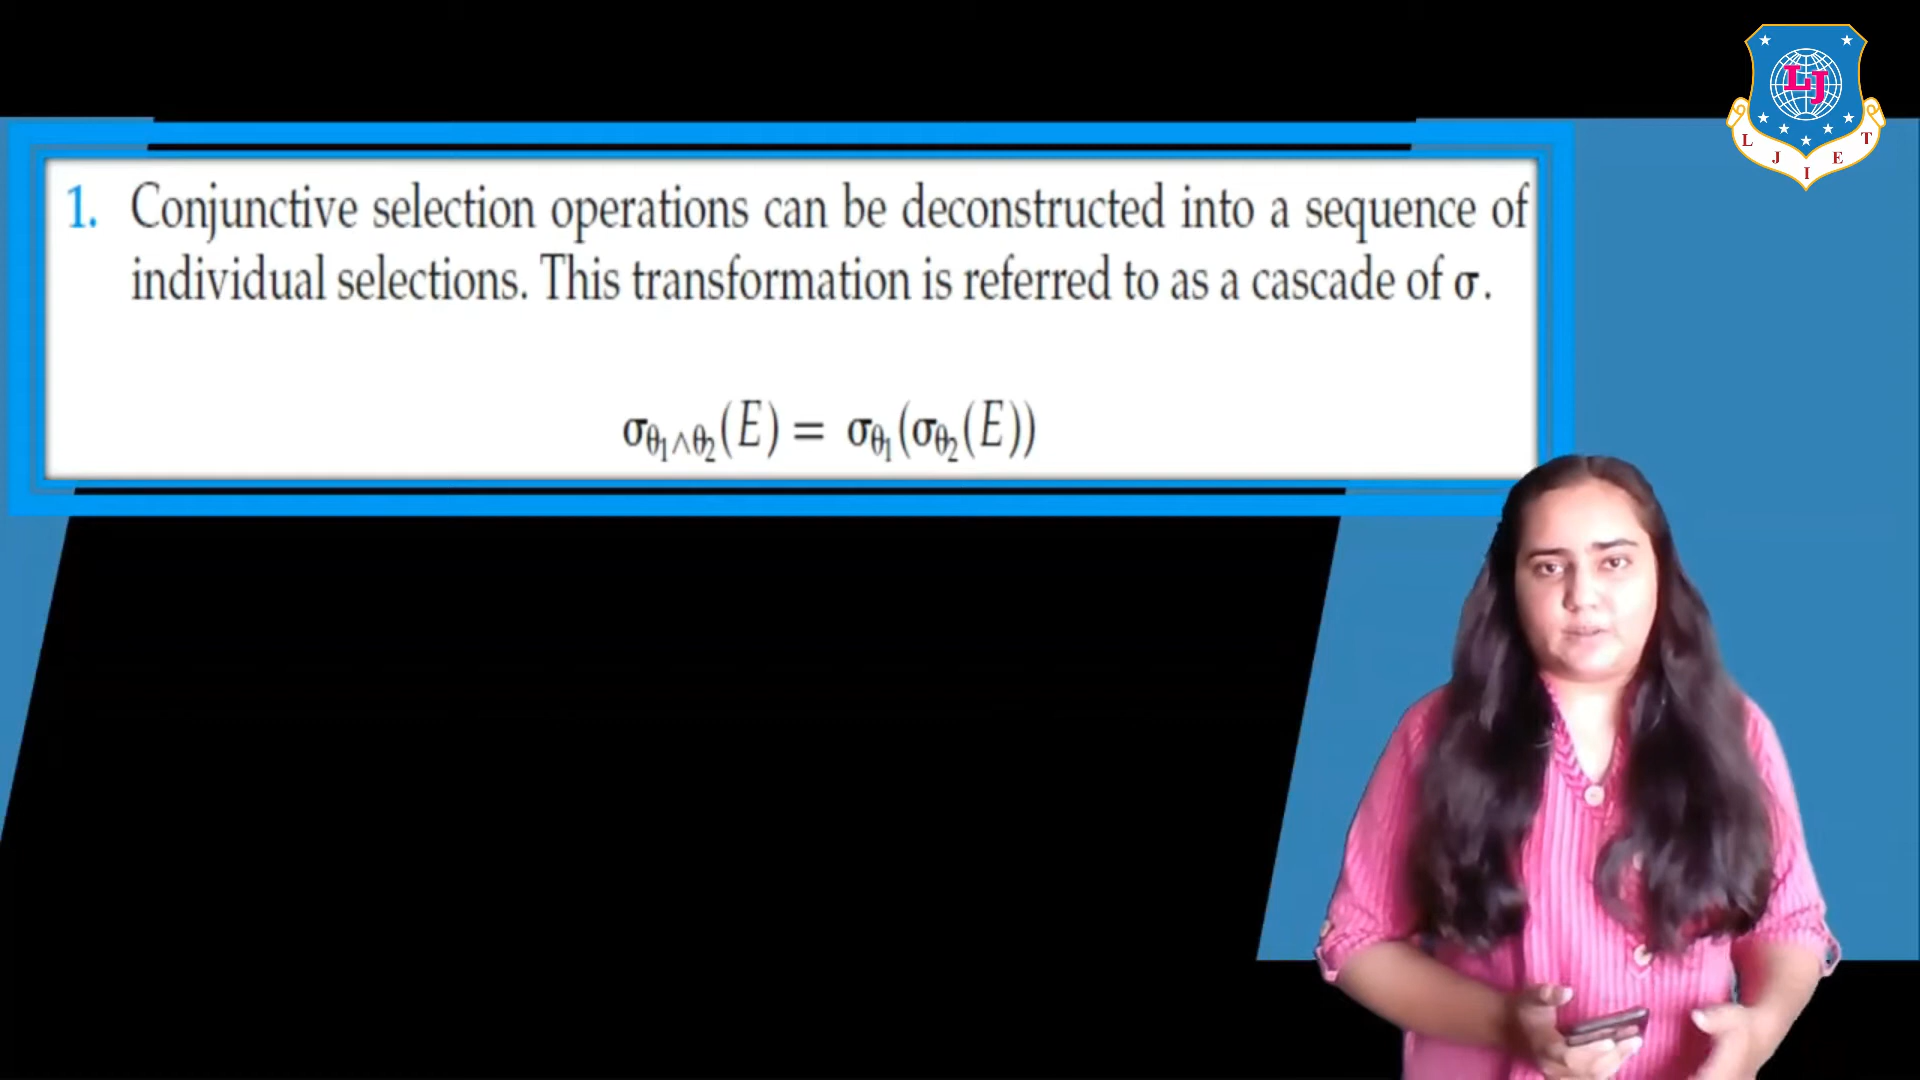 1. Conjunctive selection operations can be deconstructed into a sequence of
individual selections. This transformation is referred to as a cascade of σ.
σθ₁∧θ₂(E) = σθ₁(σθ₂(E))
LJ
L J I E T